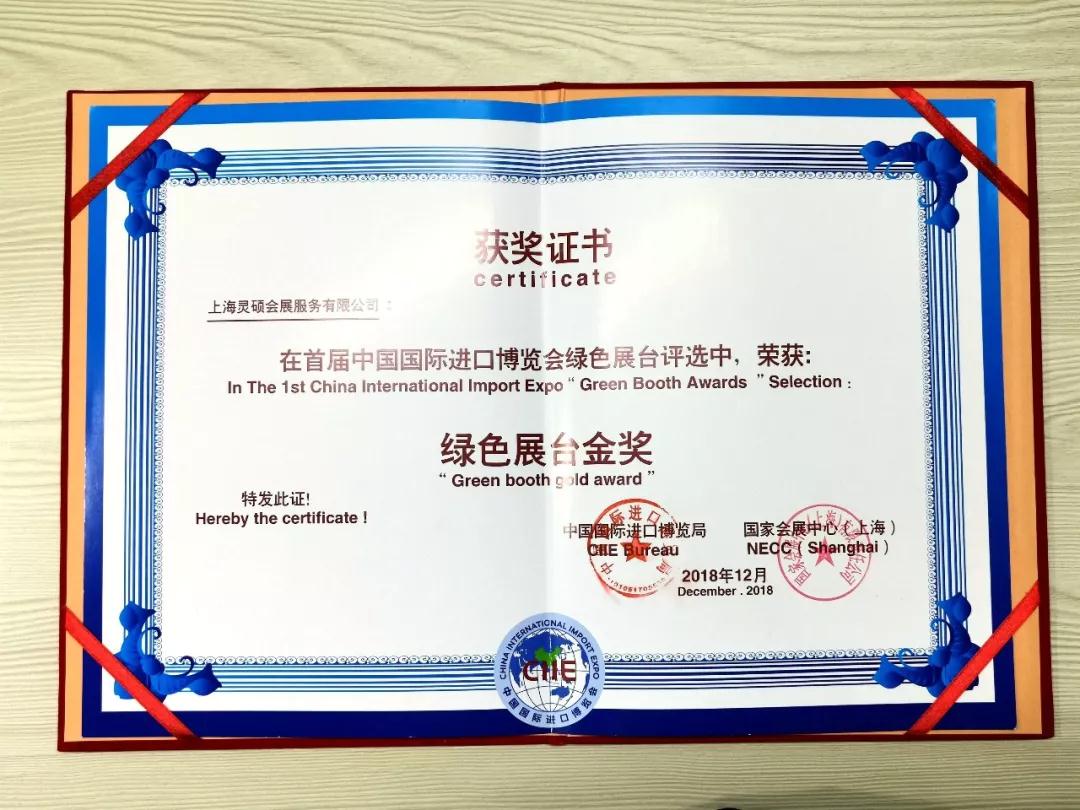 获奖证书
certificate
上海灵硕会展服务有限公司：
在首届中国国际进口博览会绿色展台评选中，荣获：
In The 1st China International Import Expo “ Green Booth Awards ” Selection :
绿色展台金奖
“ Green booth gold award ”
特发此证！
Hereby the certificate !
中国国际进口博览局
CIIE Bureau
国家会展中心（上海）
NECC ( Shanghai )
2018年12月
December . 2018
CHINA INTERNATIONAL IMPORT EXPO
CIIE
中国国际进口博览会